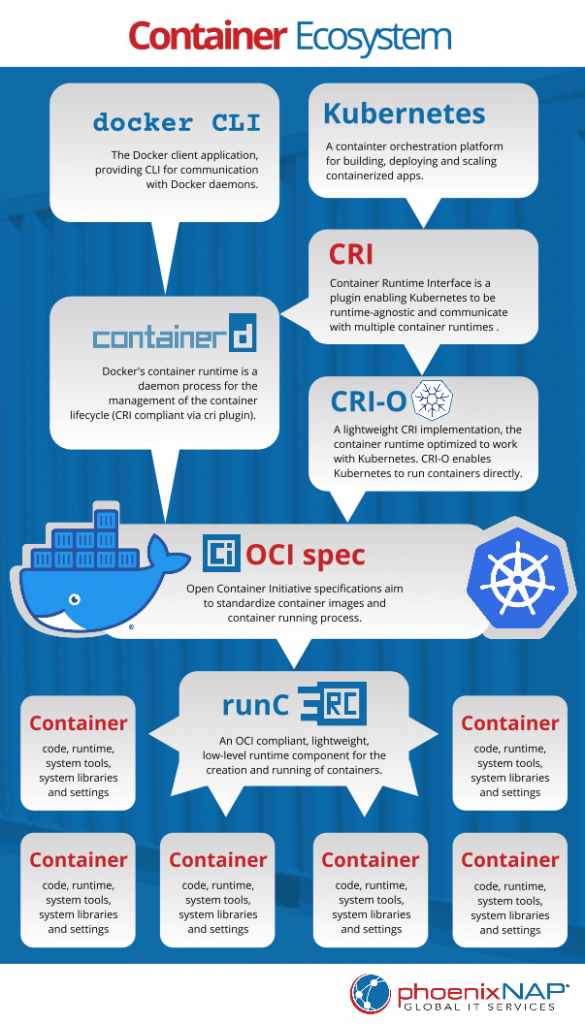 Container Ecosystem
docker CLI
The Docker client application,
providing CLI for communication
with Docker daemons.
Kubernetes
A containter orchestration platform
for building, deploying and scaling
containerized apps.
CRI
Container Runtime Interface is a
plugin enabling Kubernetes to be
runtime-agnostic and communicate
with multiple container runtimes .
containerd
Docker's container runtime is a
daemon process for the
management of the container
lifecycle (CRI compliant via cri plugin).
CRI-O
A lightweight CRI implementation, the
container runtime optimized to work
with Kubernetes. CRI-O enables
Kubernetes to run containers directly.
Ci OCI spec
Open Container Initiative specifications aim
to standardize container images and
container running process.
®
runC RC
An OCI compliant, lightweight,
low-level runtime component for the
creation and running of containers.
Container
code, runtime,
system tools,
system libraries
and settings
Container
code, runtime,
system tools,
system libraries
and settings
Container
code, runtime,
system tools,
system libraries
and settings
Container
code, runtime,
system tools,
system libraries
and settings
Container
code, runtime,
system tools,
system libraries
and settings
Container
code, runtime,
system tools,
system libraries
and settings
phoenixNAP®
GLOBAL IT SERVICES